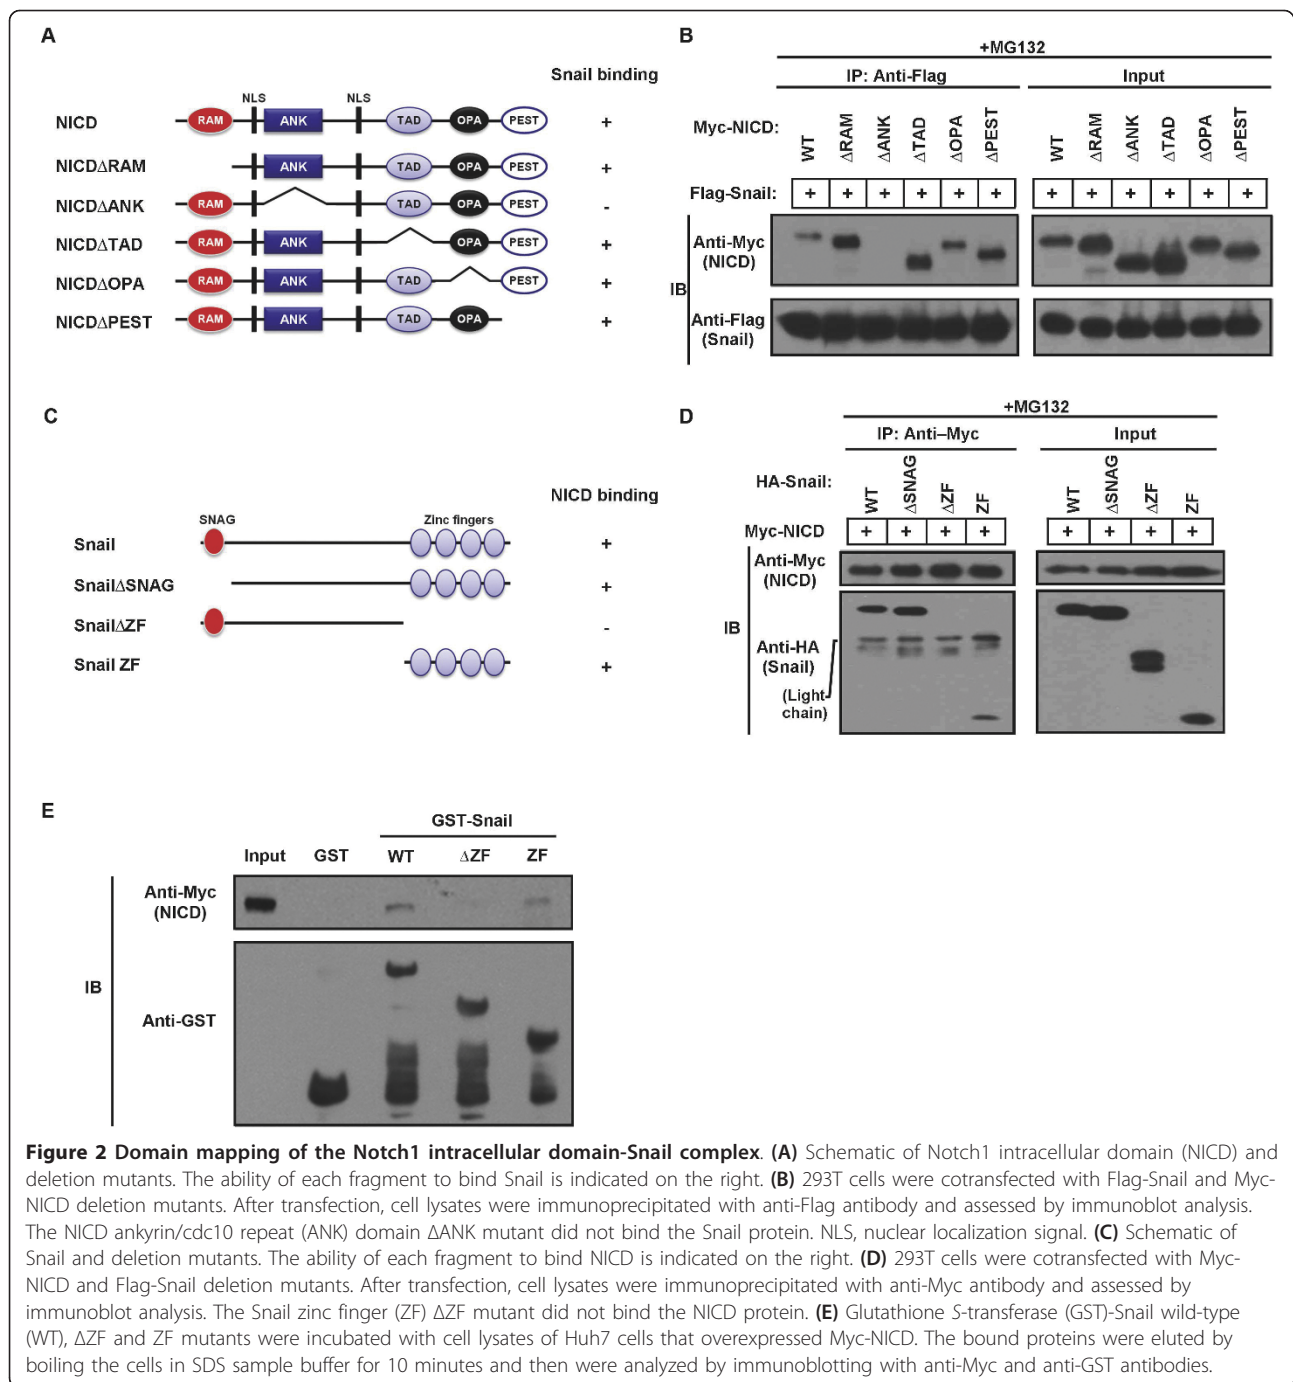 A
Snail binding
NLS NLS
NICD RAM ANK TAD OPA PEST +
NICDΔRAM ANK TAD OPA PEST +
NICDΔANK RAM TAD OPA PEST -
NICDΔTAD RAM ANK OPA PEST +
NICDΔOPA RAM ANK TAD PEST +
NICDΔPEST RAM ANK TAD OPA +
B
+MG132
IP: Anti-Flag Input
Myc-NICD: WT ΔRAM ΔANK ΔTAD ΔOPA ΔPEST WT ΔRAM ΔANK ΔTAD ΔOPA ΔPEST
Flag-Snail: + + + + + + + + + + + +
Anti-Myc
(NICD)
IB
Anti-Flag
(Snail)
C
NICD binding
SNAG Zinc fingers
Snail +
SnailΔSNAG +
SnailΔZF -
Snail ZF +
D
+MG132
IP: Anti–Myc Input
HA-Snail: WT ΔSNAG ΔZF ZF WT ΔSNAG ΔZF ZF
Myc-NICD + + + + + + + +
Anti-Myc
(NICD)
IB
Anti-HA
(Snail)
(Light
chain)
E
GST-Snail
Input GST WT ΔZF ZF
Anti-Myc
(NICD)
IB
Anti-GST
Figure 2 Domain mapping of the Notch1 intracellular domain-Snail complex. (A) Schematic of Notch1 intracellular domain (NICD) and
deletion mutants. The ability of each fragment to bind Snail is indicated on the right. (B) 293T cells were cotransfected with Flag-Snail and Myc-
NICD deletion mutants. After transfection, cell lysates were immunoprecipitated with anti-Flag antibody and assessed by immunoblot analysis.
The NICD ankyrin/cdc10 repeat (ANK) domain ΔANK mutant did not bind the Snail protein. NLS, nuclear localization signal. (C) Schematic of
Snail and deletion mutants. The ability of each fragment to bind NICD is indicated on the right. (D) 293T cells were cotransfected with Myc-
NICD and Flag-Snail deletion mutants. After transfection, cell lysates were immunoprecipitated with anti-Myc antibody and assessed by
immunoblot analysis. The Snail zinc finger (ZF) ΔZF mutant did not bind the NICD protein. (E) Glutathione S-transferase (GST)-Snail wild-type
(WT), ΔZF and ZF mutants were incubated with cell lysates of Huh7 cells that overexpressed Myc-NICD. The bound proteins were eluted by
boiling the cells in SDS sample buffer for 10 minutes and then were analyzed by immunoblotting with anti-Myc and anti-GST antibodies.